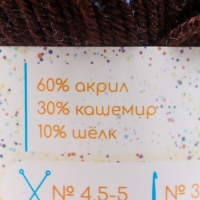 60% акрил
30% кашемир
10% шёлк
№ 4,5-5 № 3